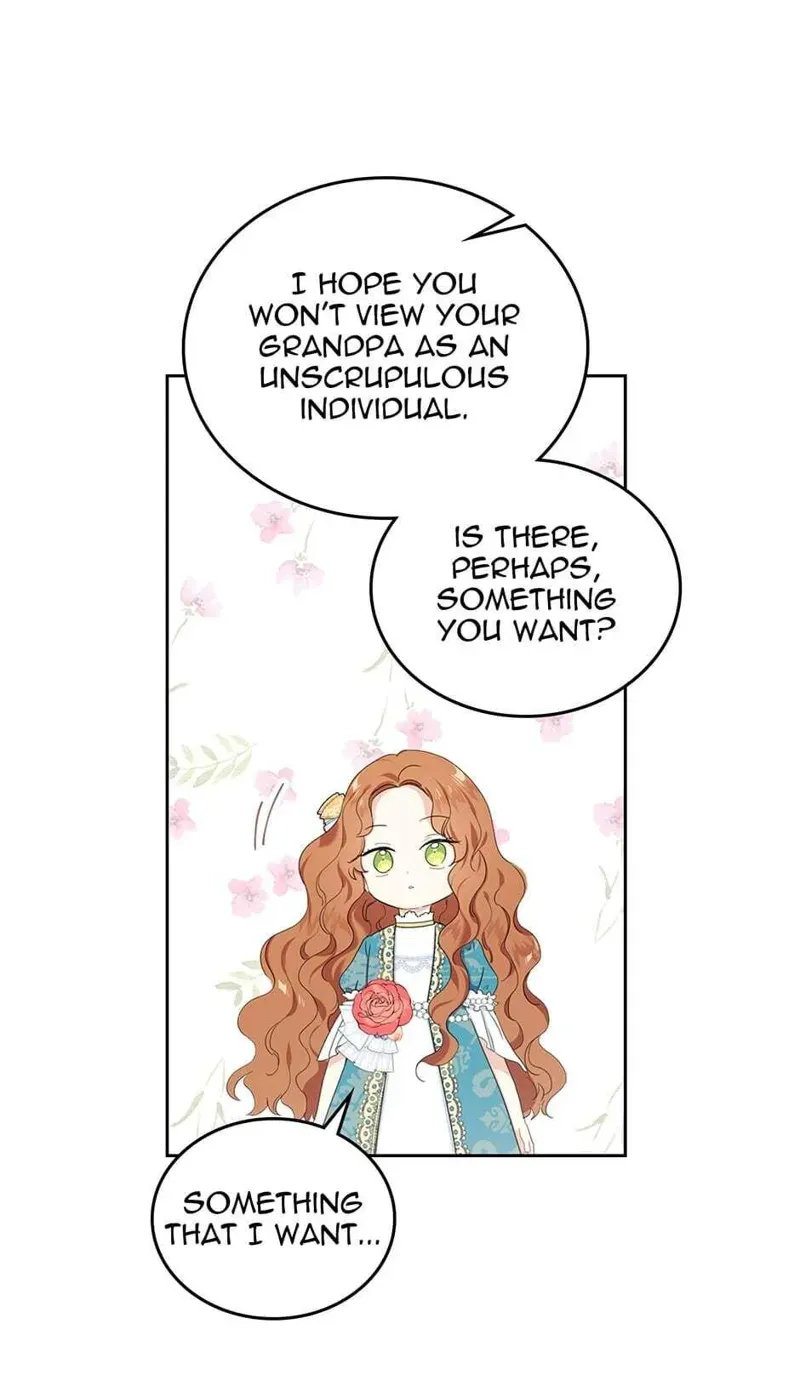 I HOPE YOU
WON'T VIEW YOUR
GRANDPA AS AN
UNSCRUPULOUS
INDIVIDUAL.
IS THERE,
PERHAPS,
SOMETHING
YOU WANT?
SOMETHING
THAT I WANT...